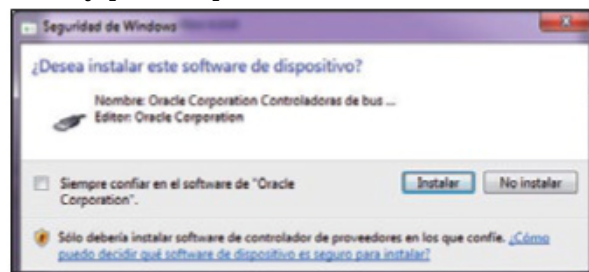 Seguridad de Windows
¿Desea instalar este software de dispositivo?
Nombre: Oracle Corporation Controladoras de bus ...
Editor: Oracle Corporation
Siempre confiar en el software de "Oracle
Corporation".
Instalar
No instalar
Sólo debería instalar software de controlador de proveedores en los que confíe. ¿Cómo
puedo decidir qué software de dispositivo es seguro para instalar?